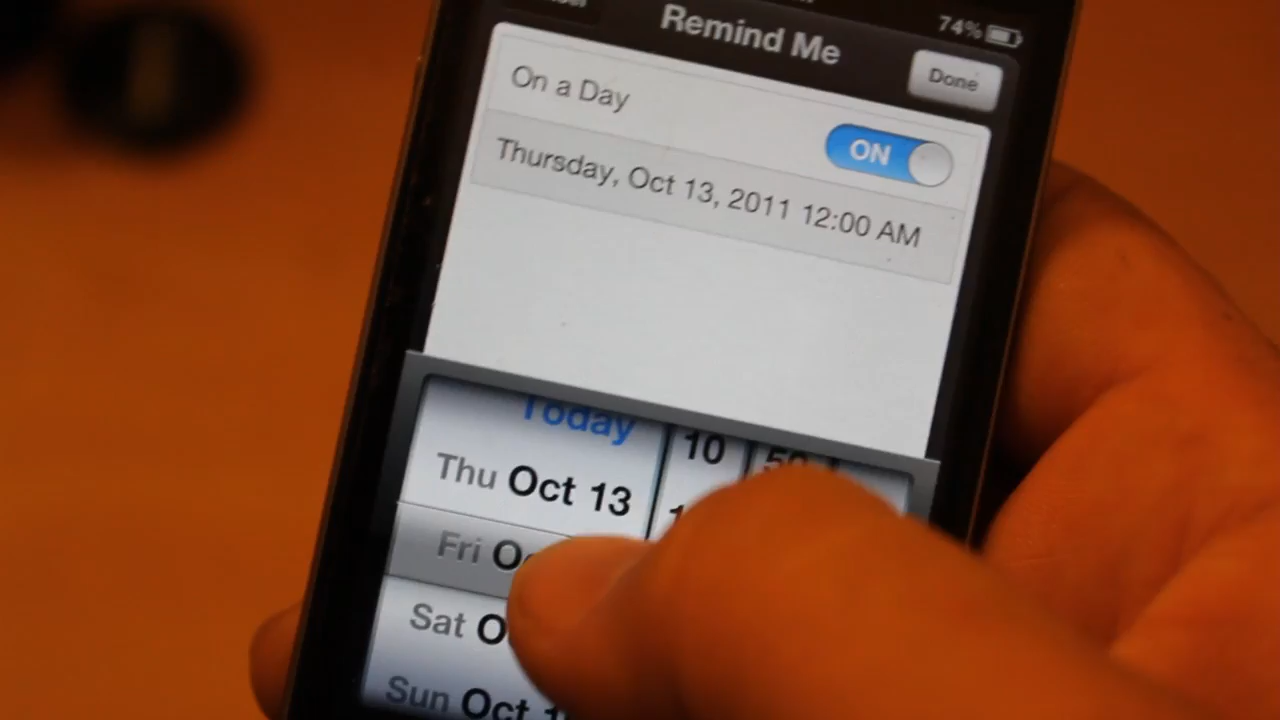 74%
Remind Me
Done
On a Day
ON
Thursday, Oct 13, 2011 12:00 AM
Today
10
Thu Oct 13
Fri
Sat
Sun Oct